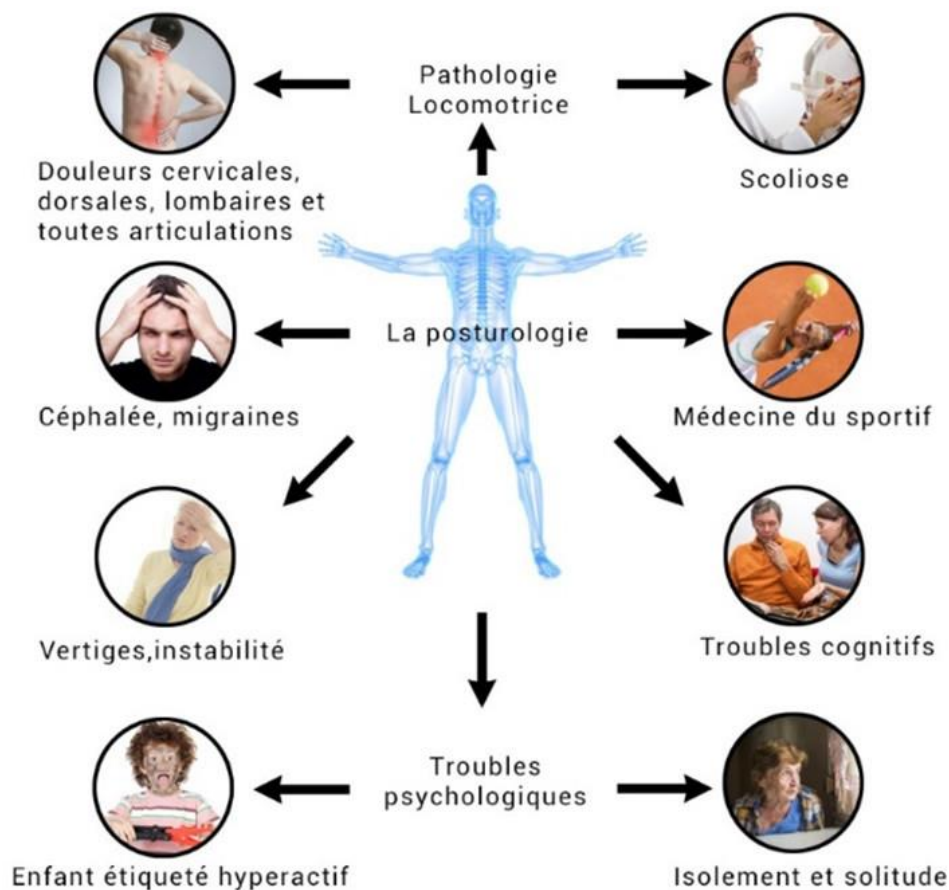 Pathologie
Locomotrice
Douleurs cervicales,
dorsales, lombaires et
toutes articulations
Scoliose
La posturologie
Céphalée, migraines
Médecine du sportif
Vertiges,instabilité
Troubles cognitifs
Troubles
psychologiques
Enfant étiqueté hyperactif
Isolement et solitude